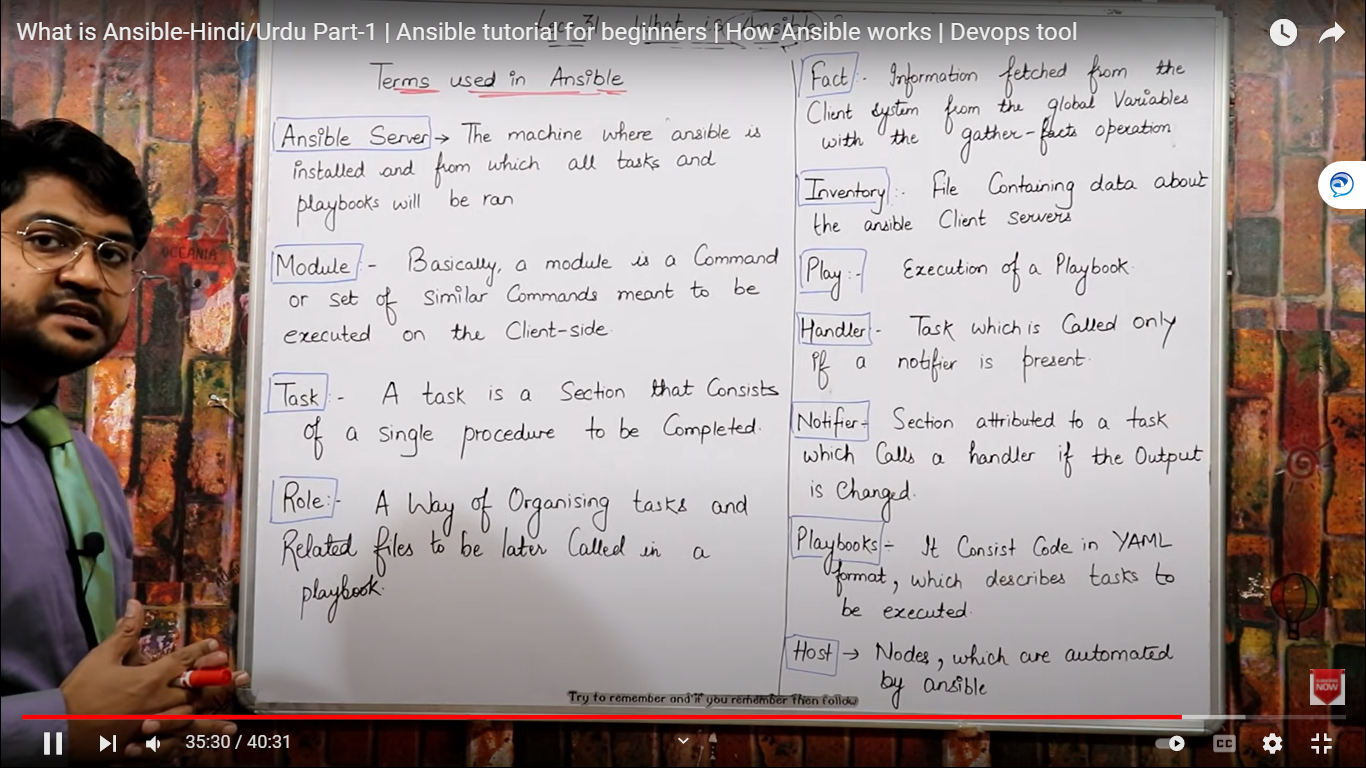 What is Ansible-Hindi/Urdu Part-1 | Ansible tutorial for beginners | How Ansible works | Devops tool
Terms used in Ansible
Ansible Server → The machine where ansible is
installed and from which all tasks and
playbooks will be ran
Module :- Basically, a module is a Command
or set of similar Commands meant to be
executed on the Client-side.
Task :- A task is a Section that Consists
of a single procedure to be Completed.
Role :- A Way of Organising tasks and
Related files to be later Called in a
playbook.
Fact :- Information fetched from the
Client system from the global Variables
with the gather-facts operation
Inventory :- File Containing data about
the ansible Client servers
Play :- Execution of a Playbook.
Handler :- Task which is Called only
if a notifier is present.
Notifier :- Section attributed to a task
which Calls a handler if the Output
is Changed.
Playbooks :- It Consist Code in YAML
format, which describes tasks to
be executed.
Host → Nodes, which are automated
by ansible
OCEANIA
Try to remember and if you remember then follow
NOW
35:30 / 40:31
CC